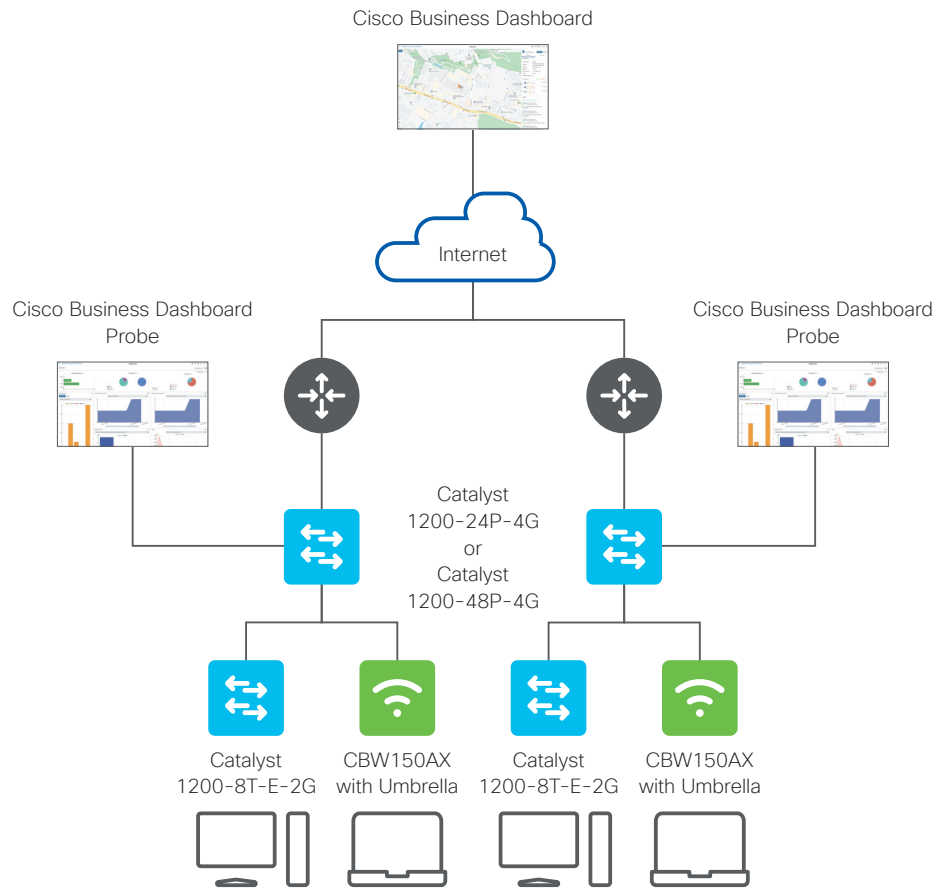 Cisco Business Dashboard
Internet
Cisco Business Dashboard
Probe
Cisco Business Dashboard
Probe
Catalyst
1200-24P-4G
or
Catalyst
1200-48P-4G
Catalyst
1200-8T-E-2G
CBW150AX
with Umbrella
Catalyst
1200-8T-E-2G
CBW150AX
with Umbrella